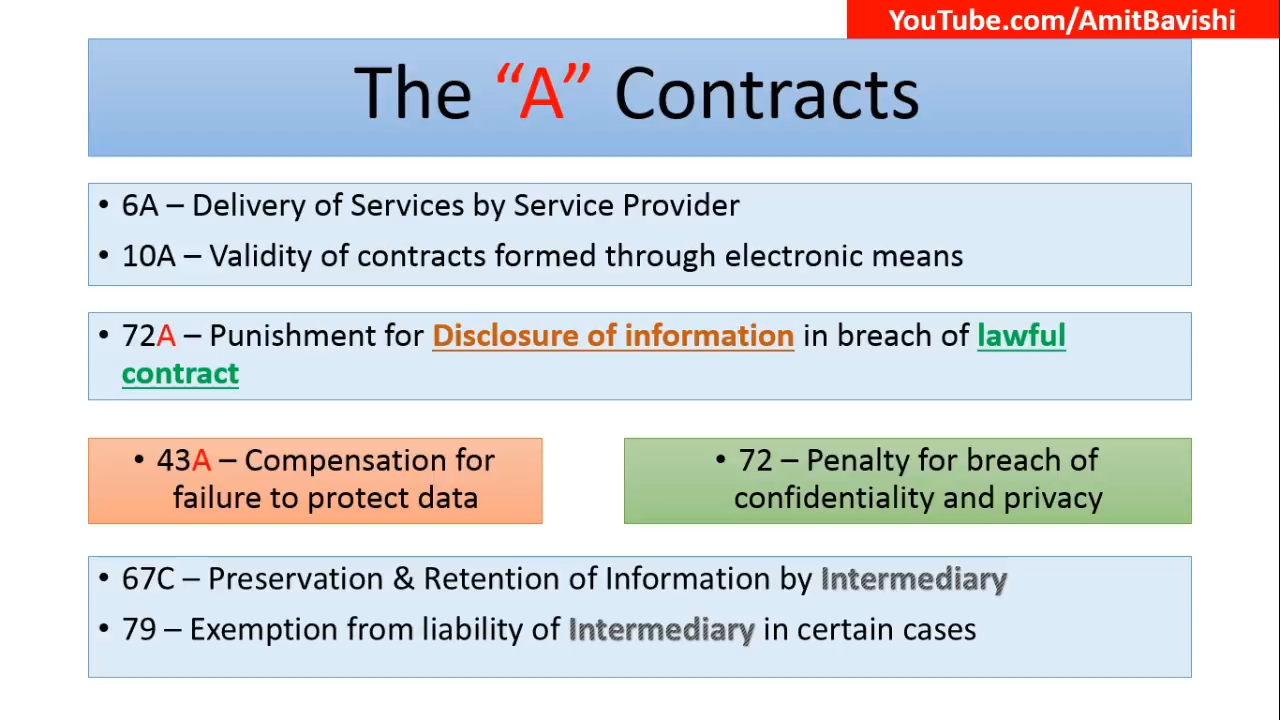 YouTube.com/AmitBavishi
The “A” Contracts
• 6A – Delivery of Services by Service Provider
• 10A – Validity of contracts formed through electronic means
• 72A – Punishment for Disclosure of information in breach of lawful
contract
• 43A – Compensation for
failure to protect data
• 72 – Penalty for breach of
confidentiality and privacy
• 67C – Preservation & Retention of Information by Intermediary
• 79 – Exemption from liability of Intermediary in certain cases